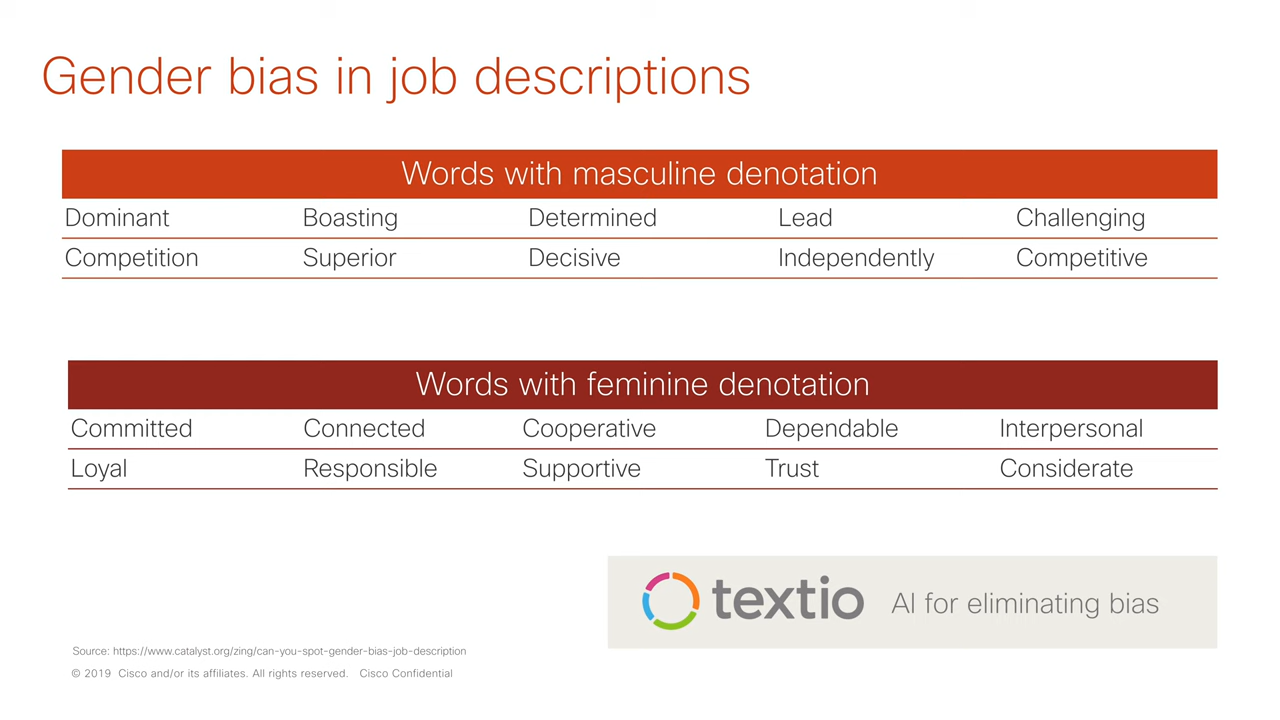 Gender bias in job descriptions
Words with masculine denotation
Dominant Boasting Determined Lead Challenging
Competition Superior Decisive Independently Competitive
Words with feminine denotation
Committed Connected Cooperative Dependable Interpersonal
Loyal Responsible Supportive Trust Considerate
textio AI for eliminating bias
Source: https://www.catalyst.org/zing/can-you-spot-gender-bias-job-description
© 2019 Cisco and/or its affiliates. All rights reserved. Cisco Confidential